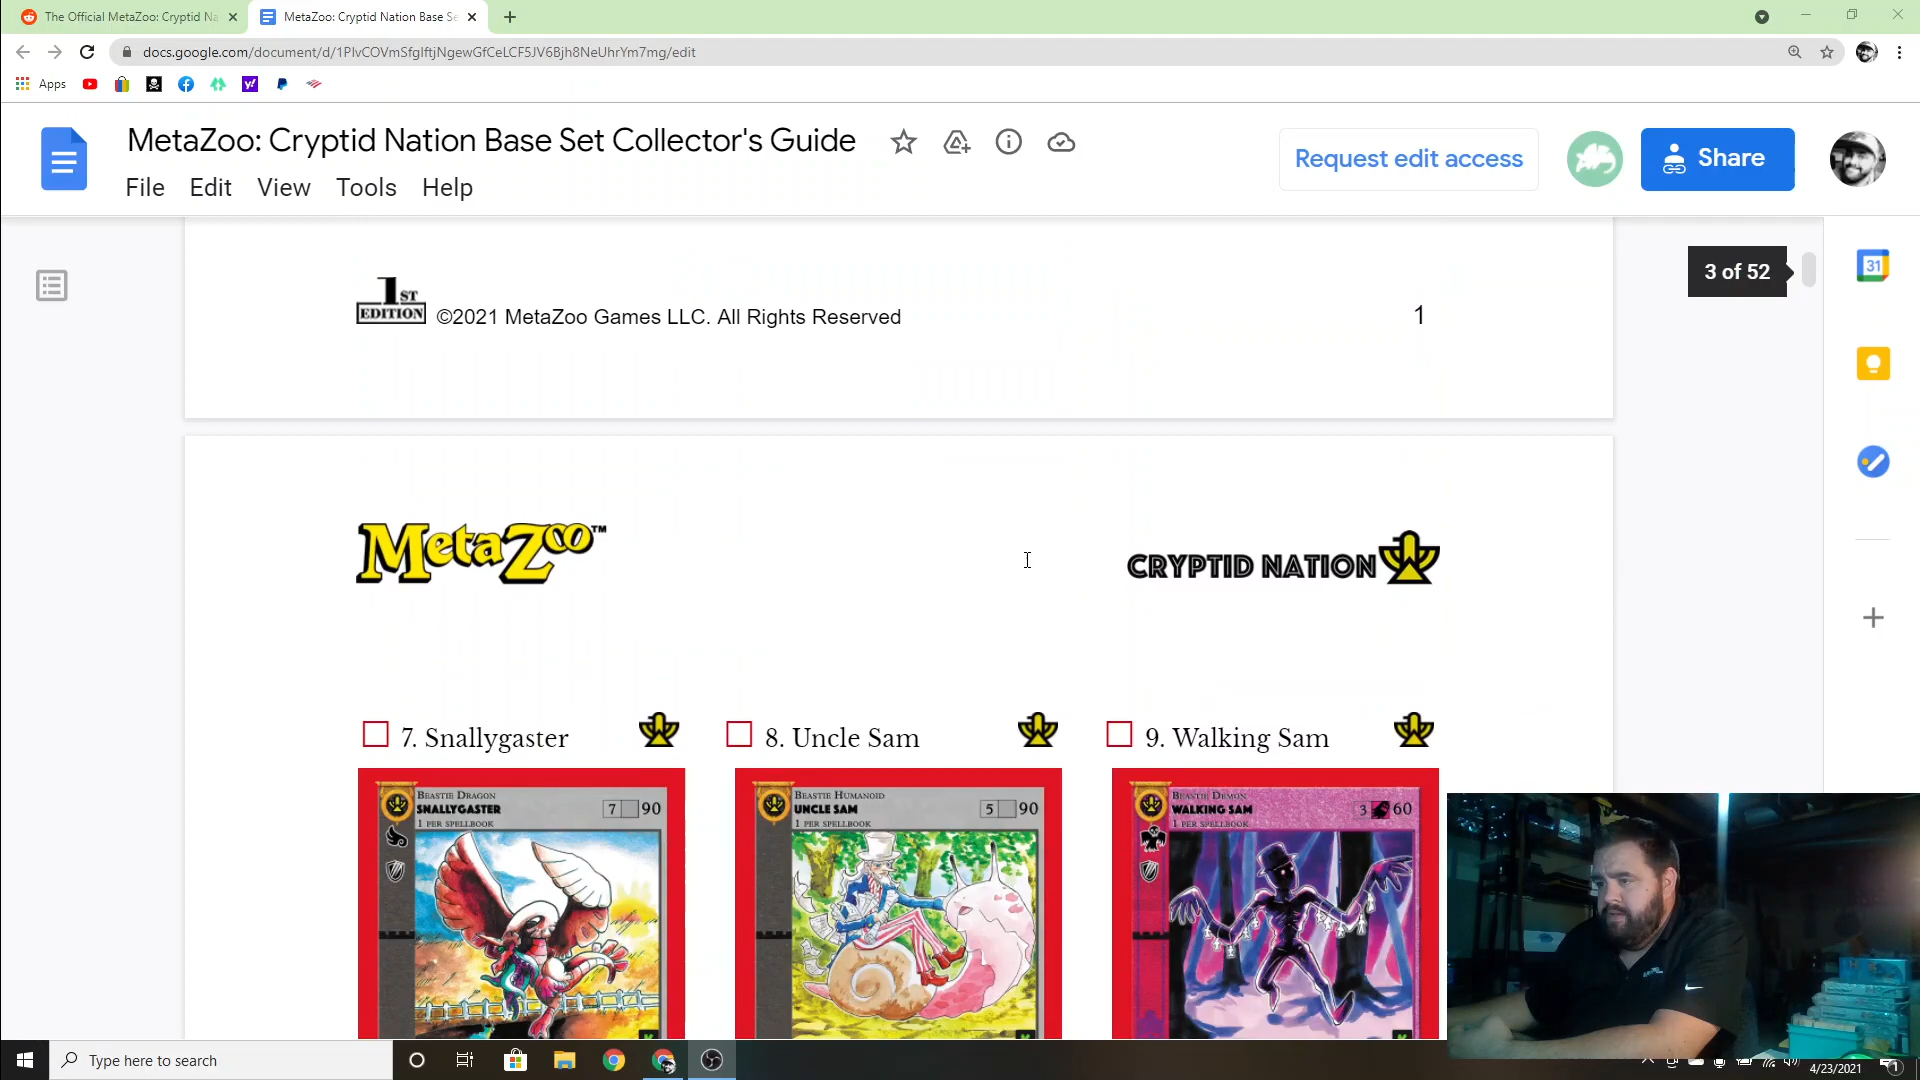 The Official MetaZoo: Cryptid Na
MetaZoo: Cryptid Nation Base Se
docs.google.com/document/d/1PIvCOVmSfgIftjNgewGfCeLCF5JV6Bjh8NeUhrYm7mg/edit
Apps
MetaZoo: Cryptid Nation Base Set Collector's Guide
Request edit access
Share
File Edit View Tools Help
3 of 52
31
1ST EDITION ©2021 MetaZoo Games LLC. All Rights Reserved 1
MetaZoo™
CRYPTID NATION
7. Snallygaster
8. Uncle Sam
9. Walking Sam
BEASTIE DRAGON
SNALLYGASTER
1 PER SPELLBOOK
7 90
BEASTIE HUMANOID
UNCLE SAM
1 PER SPELLBOOK
5 90
BEASTIE DEMON
WALKING SAM
1 PER SPELLBOOK
3 60
Type here to search
4/23/2021
1